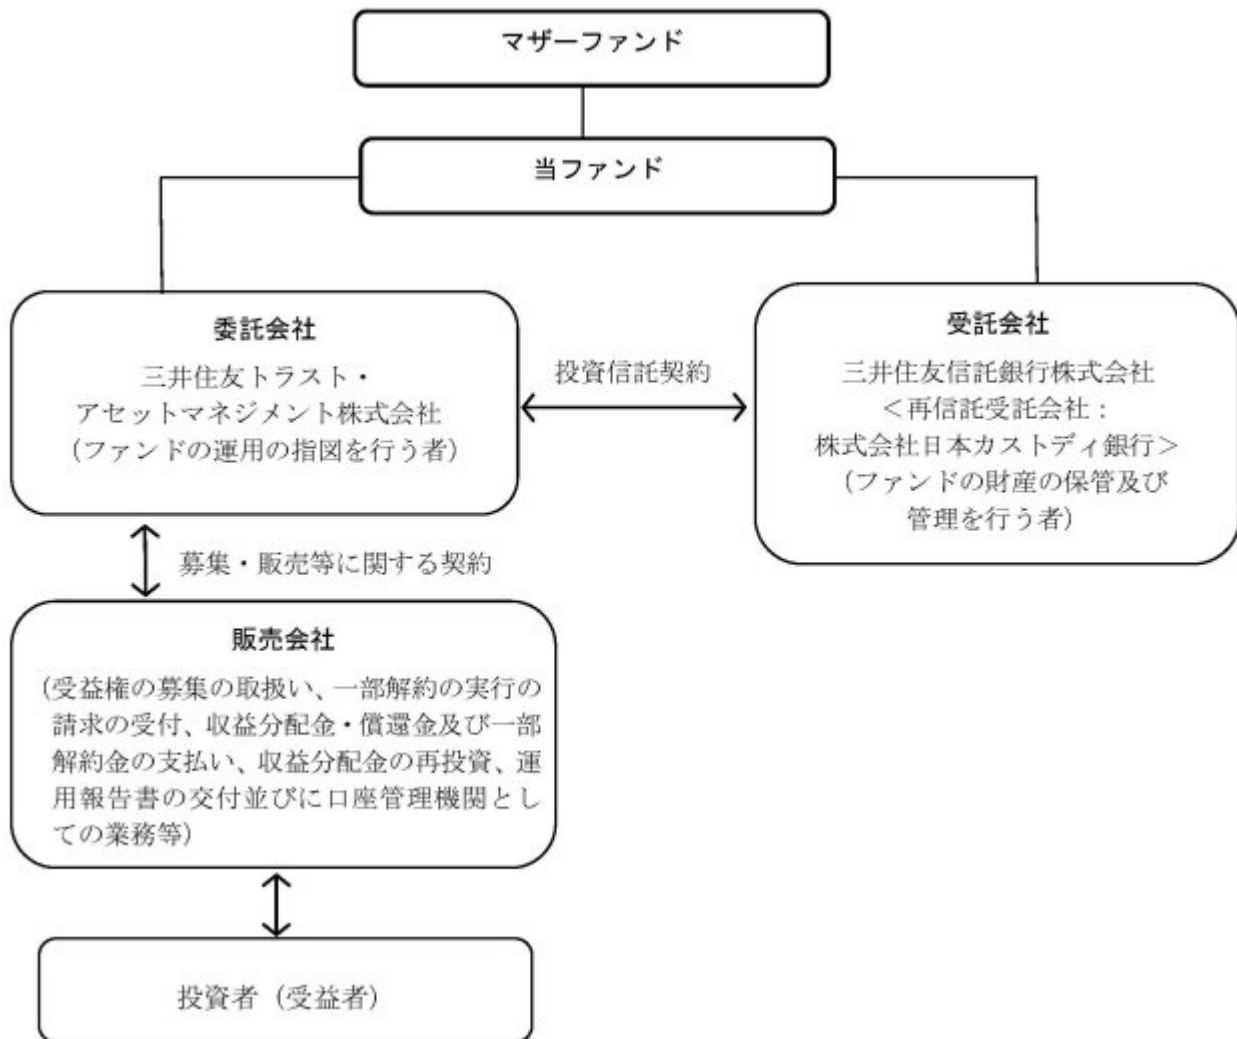 マザーファンド
当ファンド
委託会社
三井住友トラスト・
アセットマネジメント株式会社
（ファンドの運用の指図を行う者）
投資信託契約
受託会社
三井住友信託銀行株式会社
＜再信託受託会社：
株式会社日本カストディ銀行＞
（ファンドの財産の保管及び
管理を行う者）
募集・販売等に関する契約
販売会社
（受益権の募集の取扱い、一部解約の実行の
請求の受付、収益分配金・償還金及び一部
解約金の支払い、収益分配金の再投資、運
用報告書の交付並びに口座管理機関とし
ての業務等）
投資者（受益者）